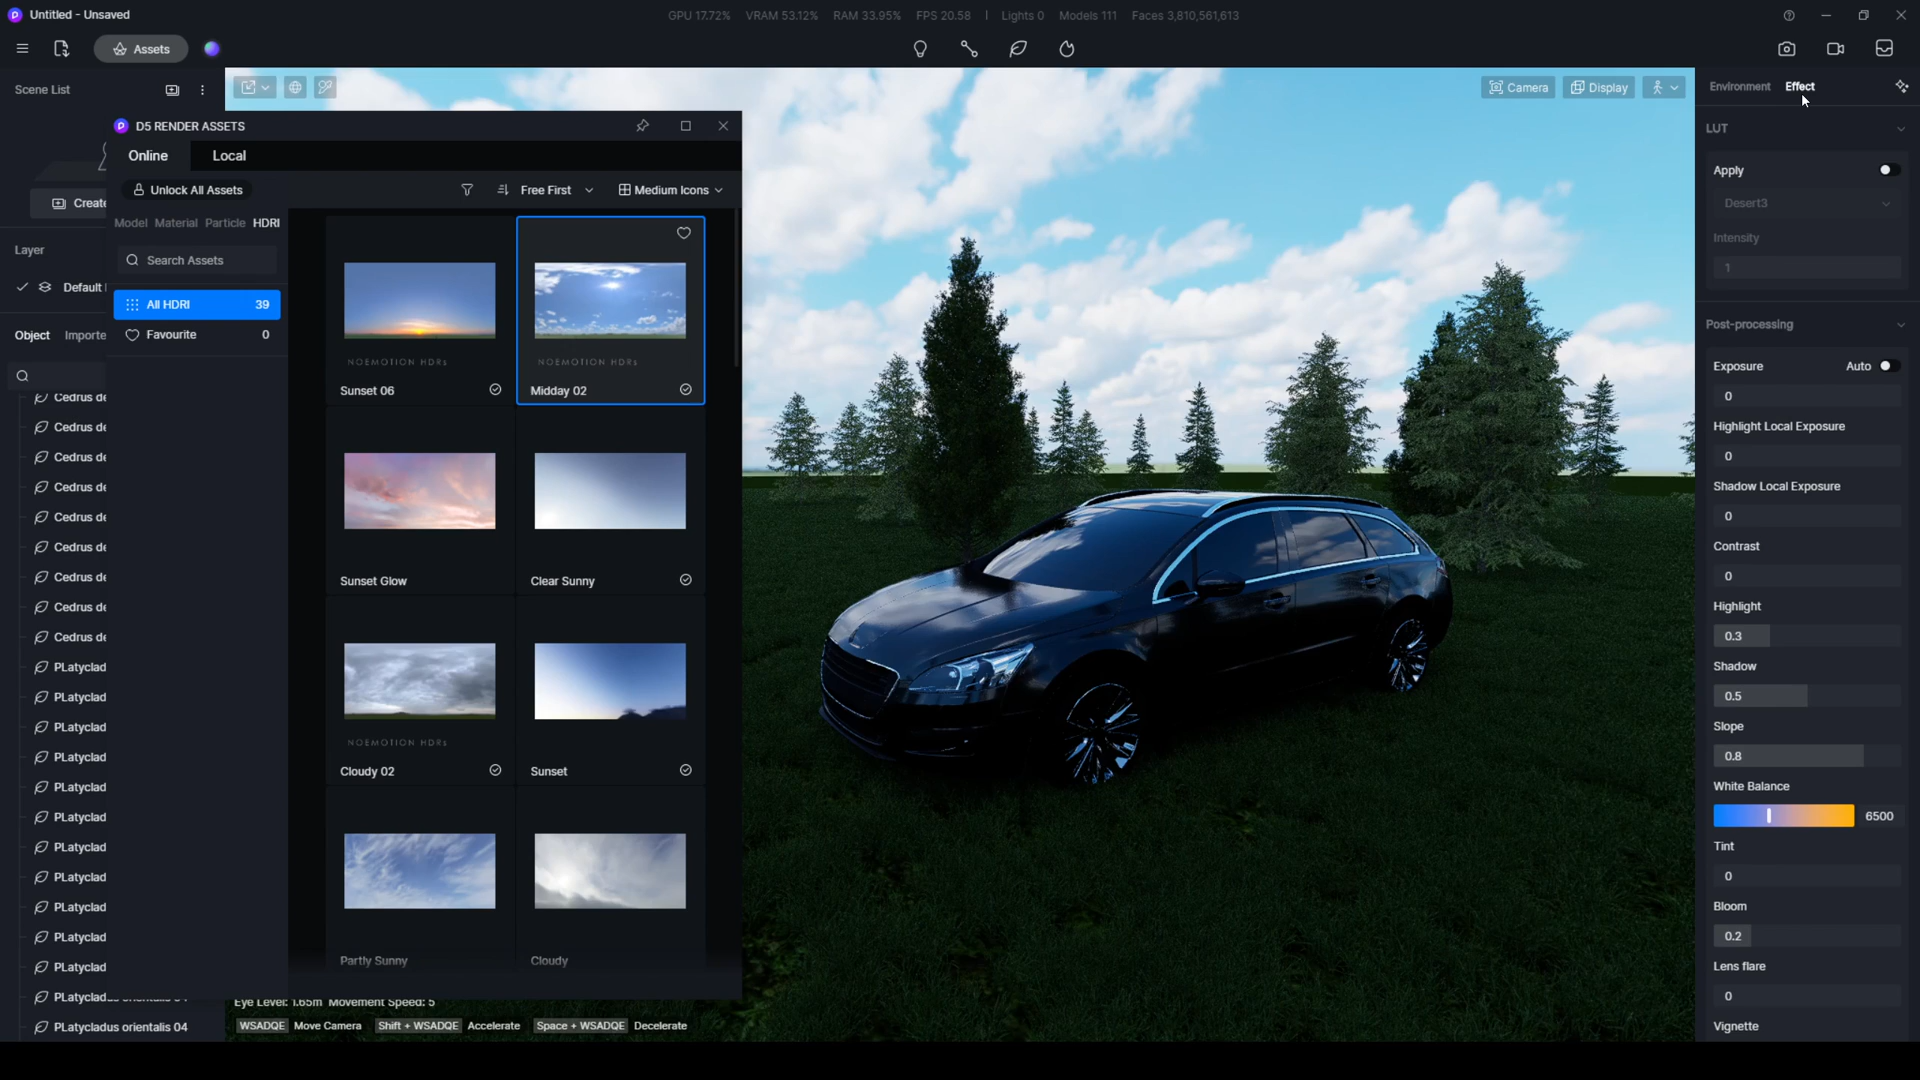 Untitled - Unsaved
GPU 17.72% VRAM 53.12% RAM 33.95% FPS 20.58 | Lights 0 Models 111 Faces 3,810,561,613
Assets
Scene List
Camera
Display
Environment
Effect
D5 RENDER ASSETS
Online
Local
Unlock All Assets
Free First
Medium Icons
Create
Model
Material
Particle
HDRI
Layer
Search Assets
Default
All HDRI 39
Favourite 0
Object
Importe
NOEMOTION HDRs
Sunset 06
NOEMOTION HDRs
Midday 02
Sunset Glow
Clear Sunny
NOEMOTION HDRs
Cloudy 02
Sunset
Partly Sunny
Cloudy
Cedrus de
Cedrus de
Cedrus de
Cedrus de
Cedrus de
Cedrus de
Cedrus de
Cedrus de
Cedrus de
PLatyclad
PLatyclad
PLatyclad
PLatyclad
PLatyclad
PLatyclad
PLatyclad
PLatyclad
PLatyclad
PLatyclad
PLatyclad
PLatycladus orientalis 04
PLatycladus orientalis 04
Eye Level: 1.65m Movement Speed: 5
WSADQE Move Camera Shift + WSADQE Accelerate Space + WSADQE Decelerate
LUT
Apply
Desert3
Intensity
1
Post-processing
Exposure Auto
0
Highlight Local Exposure
0
Shadow Local Exposure
0
Contrast
0
Highlight
0.3
Shadow
0.5
Slope
0.8
White Balance
6500
Tint
0
Bloom
0.2
Lens flare
0
Vignette